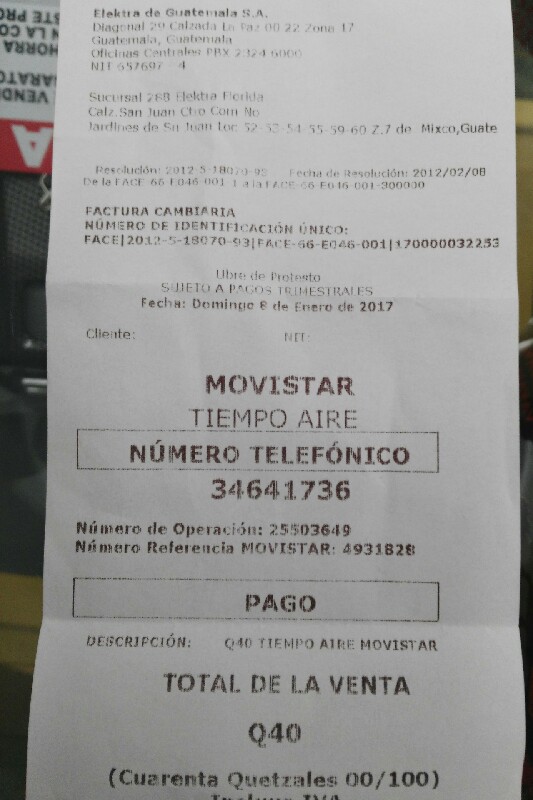 Elektra de Guatemala S.A.
Diagonal 29 Calzada La Paz 00 22 Zona 17
Guatemala, Guatemala
Oficinas Centrales PBX 2324 6000
NIT 657697 4
Sucursal 288 Elektra Florida
Calz.San Juan Ctro Com No
Jardines de Sn Juan Loc 52-53-54-55-59-60 Z.7 de Mixco,Guate
Resolución: 2012-5-18070-93 Fecha de Resolución: 2012/02/08
De la FACE-66-E046-001 1 a la FACE-66-E046-001-300000
FACTURA CAMBIARIA
NÚMERO DE IDENTIFICACIÓN ÚNICO:
FACE|2012-5-18070-93|FACE-66-E046-001|170000032253
Libre de Protesto
SUJETO A PAGOS TRIMESTRALES
Fecha: Domingo 8 de Enero de 2017
Cliente: NIT:
MOVISTAR
TIEMPO AIRE
NÚMERO TELEFÓNICO
34641736
Número de Operación: 25503649
Número Referencia MOVISTAR: 4931828
PAGO
DESCRIPCIÓN: Q40 TIEMPO AIRE MOVISTAR
TOTAL DE LA VENTA
Q40
(Cuarenta Quetzales 00/100)
Incluye IVA